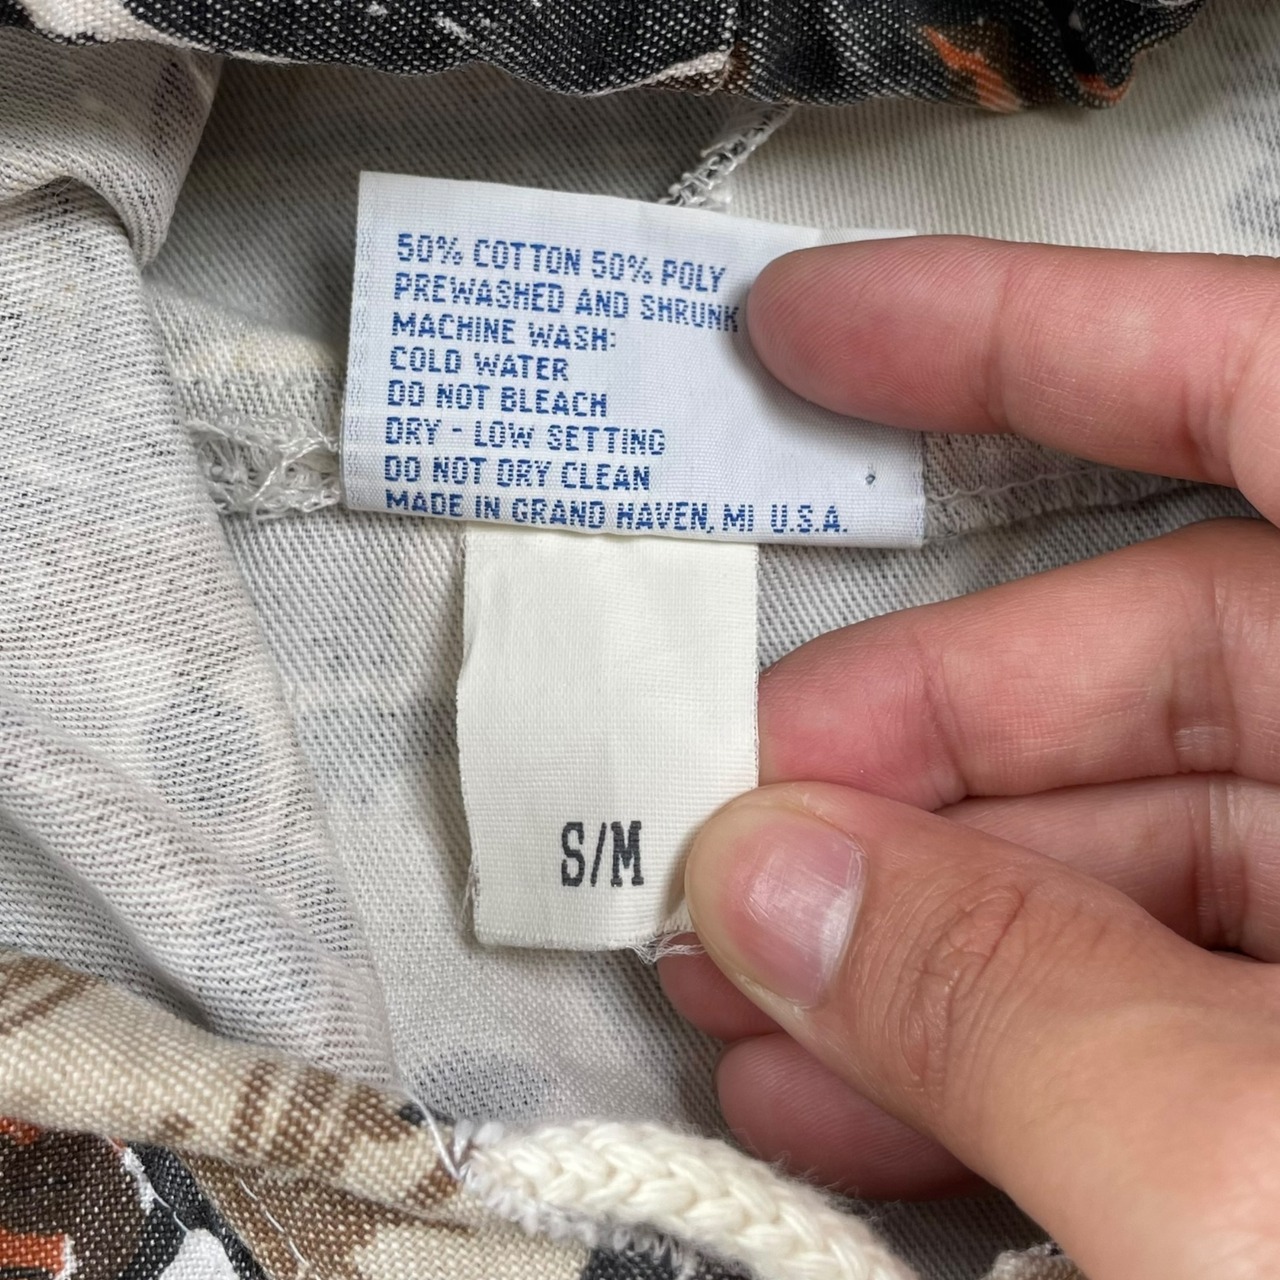 50% COTTON 50% POLY
PREWASHED AND SHRUNK
MACHINE WASH:
COLD WATER
DO NOT BLEACH
DRY - LOW SETTING
DO NOT DRY CLEAN
MADE IN GRAND HAVEN, MI U.S.A.
S/M